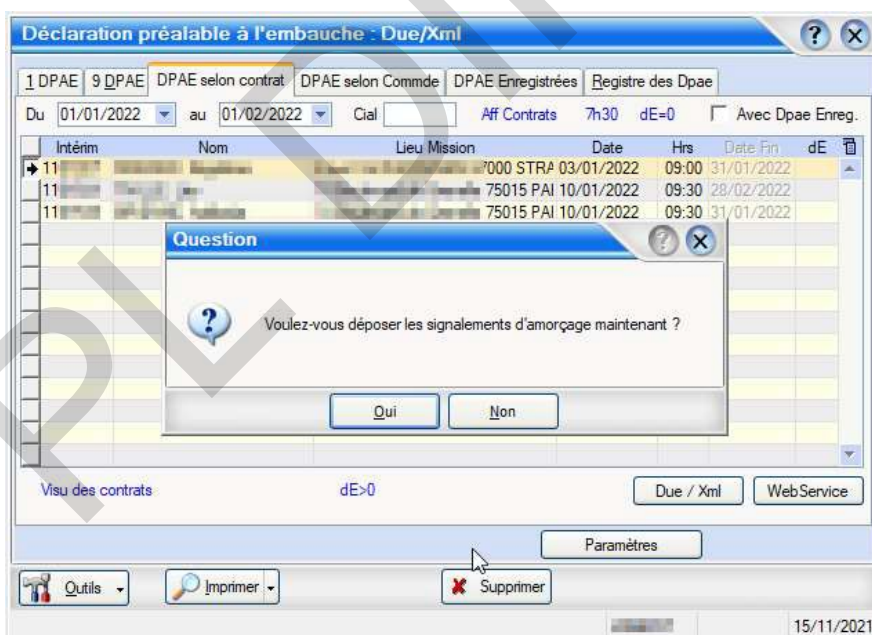 Déclaration préalable à l'embauche : Due/Xml
1 DPAE 9 DPAE DPAE selon contrat DPAE selon Commde DPAE Enregistrées Registre des Dpae
Du 01/01/2022 au 01/02/2022 Cial Aff Contrats 7h30 dE=0 Avec Dpae Enreg.
Intérim Nom Lieu Mission Date Hrs Date Fin dE
11 7000 STRA 03/01/2022 09:00 31/01/2022
11 75015 PAI 10/01/2022 09:30 28/02/2022
11 75015 PAI 10/01/2022 09:30 31/01/2022
Question
Voulez-vous déposer les signalements d'amorçage maintenant ?
Oui Non
Visu des contrats dE>0 Due / Xml WebService
Paramètres
Outils Imprimer Supprimer
15/11/2021